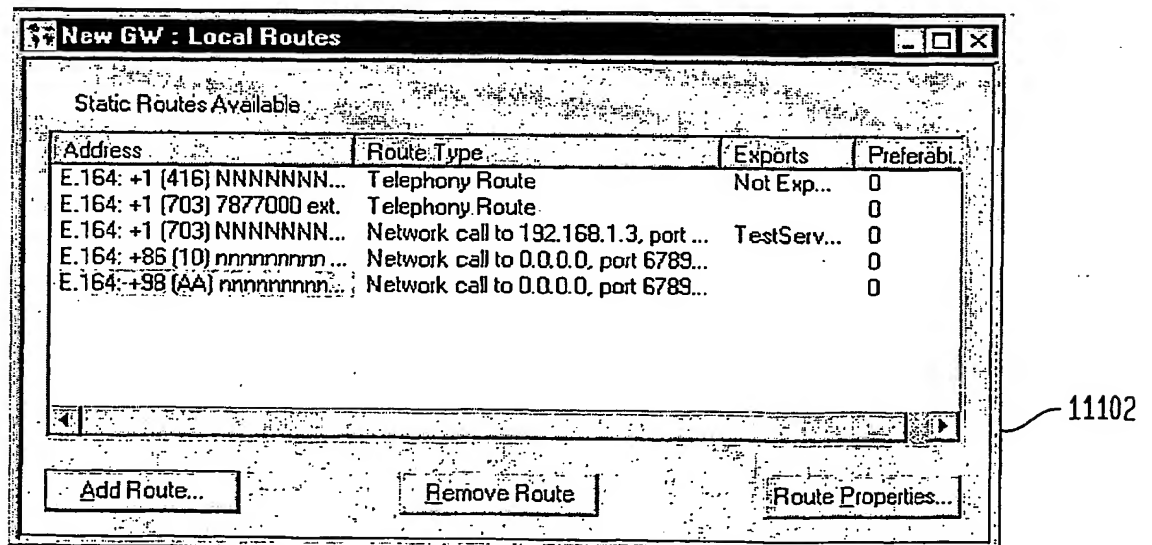 New GW : Local Routes
Static Routes Available
Address Route Type Exports Preferabi..
E.164: +1 (416) NNNNNNN... Telephony Route Not Exp... 0
E.164: +1 (703) 7877000 ext. Telephony Route 0
E.164: +1 (703) NNNNNNN... Network call to 192.168.1.3, port ... TestServ... 0
E.164: +86 (10) nnnnnnnnn ... Network call to 0.0.0.0, port 6789... 0
E.164: +98 (AA) nnnnnnnnn... Network call to 0.0.0.0, port 6789... 0
11102
Add Route... Remove Route Route Properties...